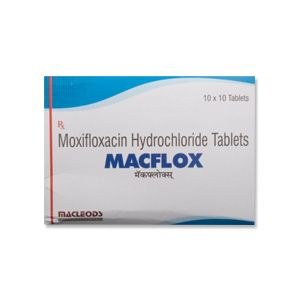 10 x 10 Tablets
Rx
Moxifloxacin Hydrochloride Tablets
MACFLOX
मॅकफ्लोक्स्
MACLEODS